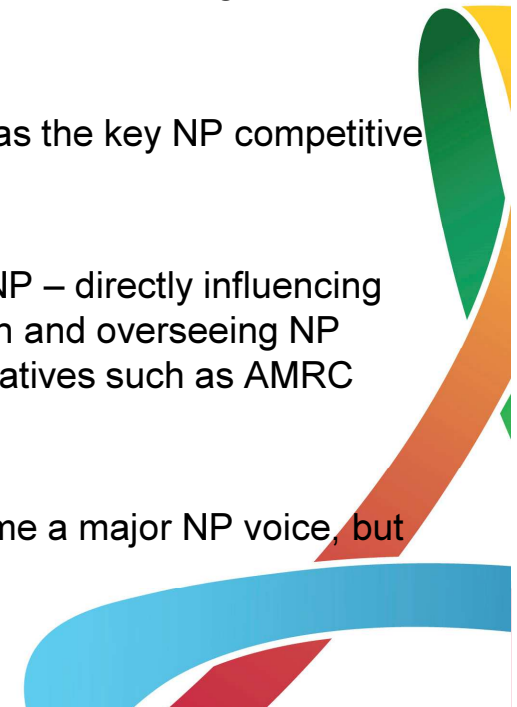 as the key NP competitive
NP – directly influencing
n and overseeing NP
atives such as AMRC
me a major NP voice, but